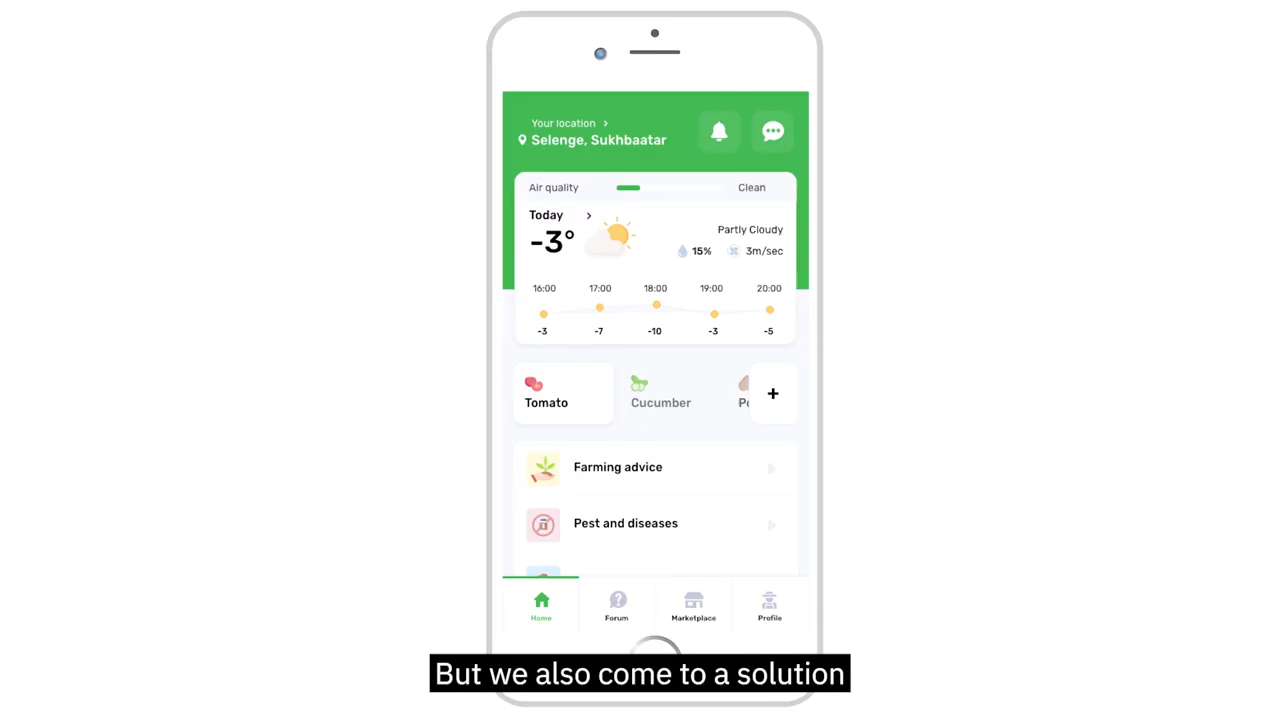 Your location >
Selenge, Sukhbaatar
Air quality Clean
Today >
-3°
Partly Cloudy
15% 3m/sec
16:00 17:00 18:00 19:00 20:00
-3 -7 -10 -3 -5
Tomato Cucumber
+
Farming advice
Pest and diseases
Home Forum Marketplace Profile
But we also come to a solution